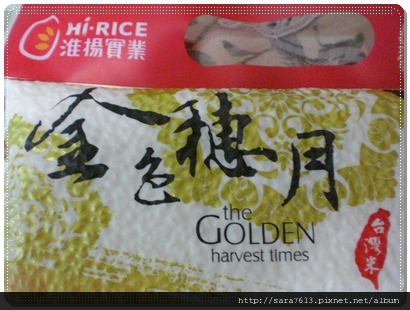 Hi-RICE
淮揚實業
金色穗月
the
GOLDEN
harvest times
台灣米
http://sara7613.pixnet.net/album